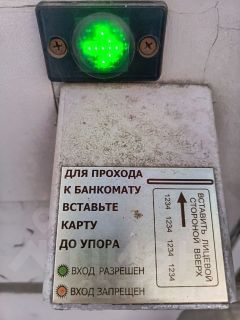 ДЛЯ ПРОХОДА
К БАНКОМАТУ
ВСТАВЬТЕ
КАРТУ
ДО УПОРА
ВХОД РАЗРЕШЕН
ВХОД ЗАПРЕЩЕН
1234 1234 1234 1234
ВСТАВИТЬ ЛИЦЕВОЙ
СТОРОНОЙ ВВЕРХ